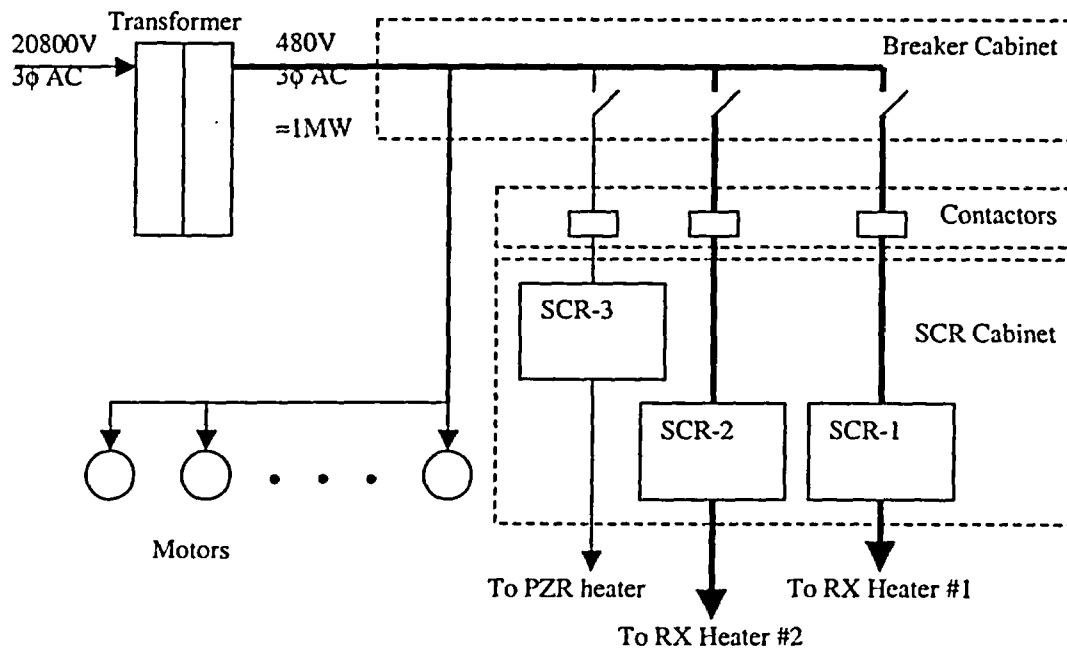 Transformer
20800V
3ϕ AC
480V
3ϕ AC
≈1MW
Breaker Cabinet
Contactors
SCR-3
SCR Cabinet
SCR-2
SCR-1
Motors
To PZR heater
To RX Heater #1
To RX Heater #2